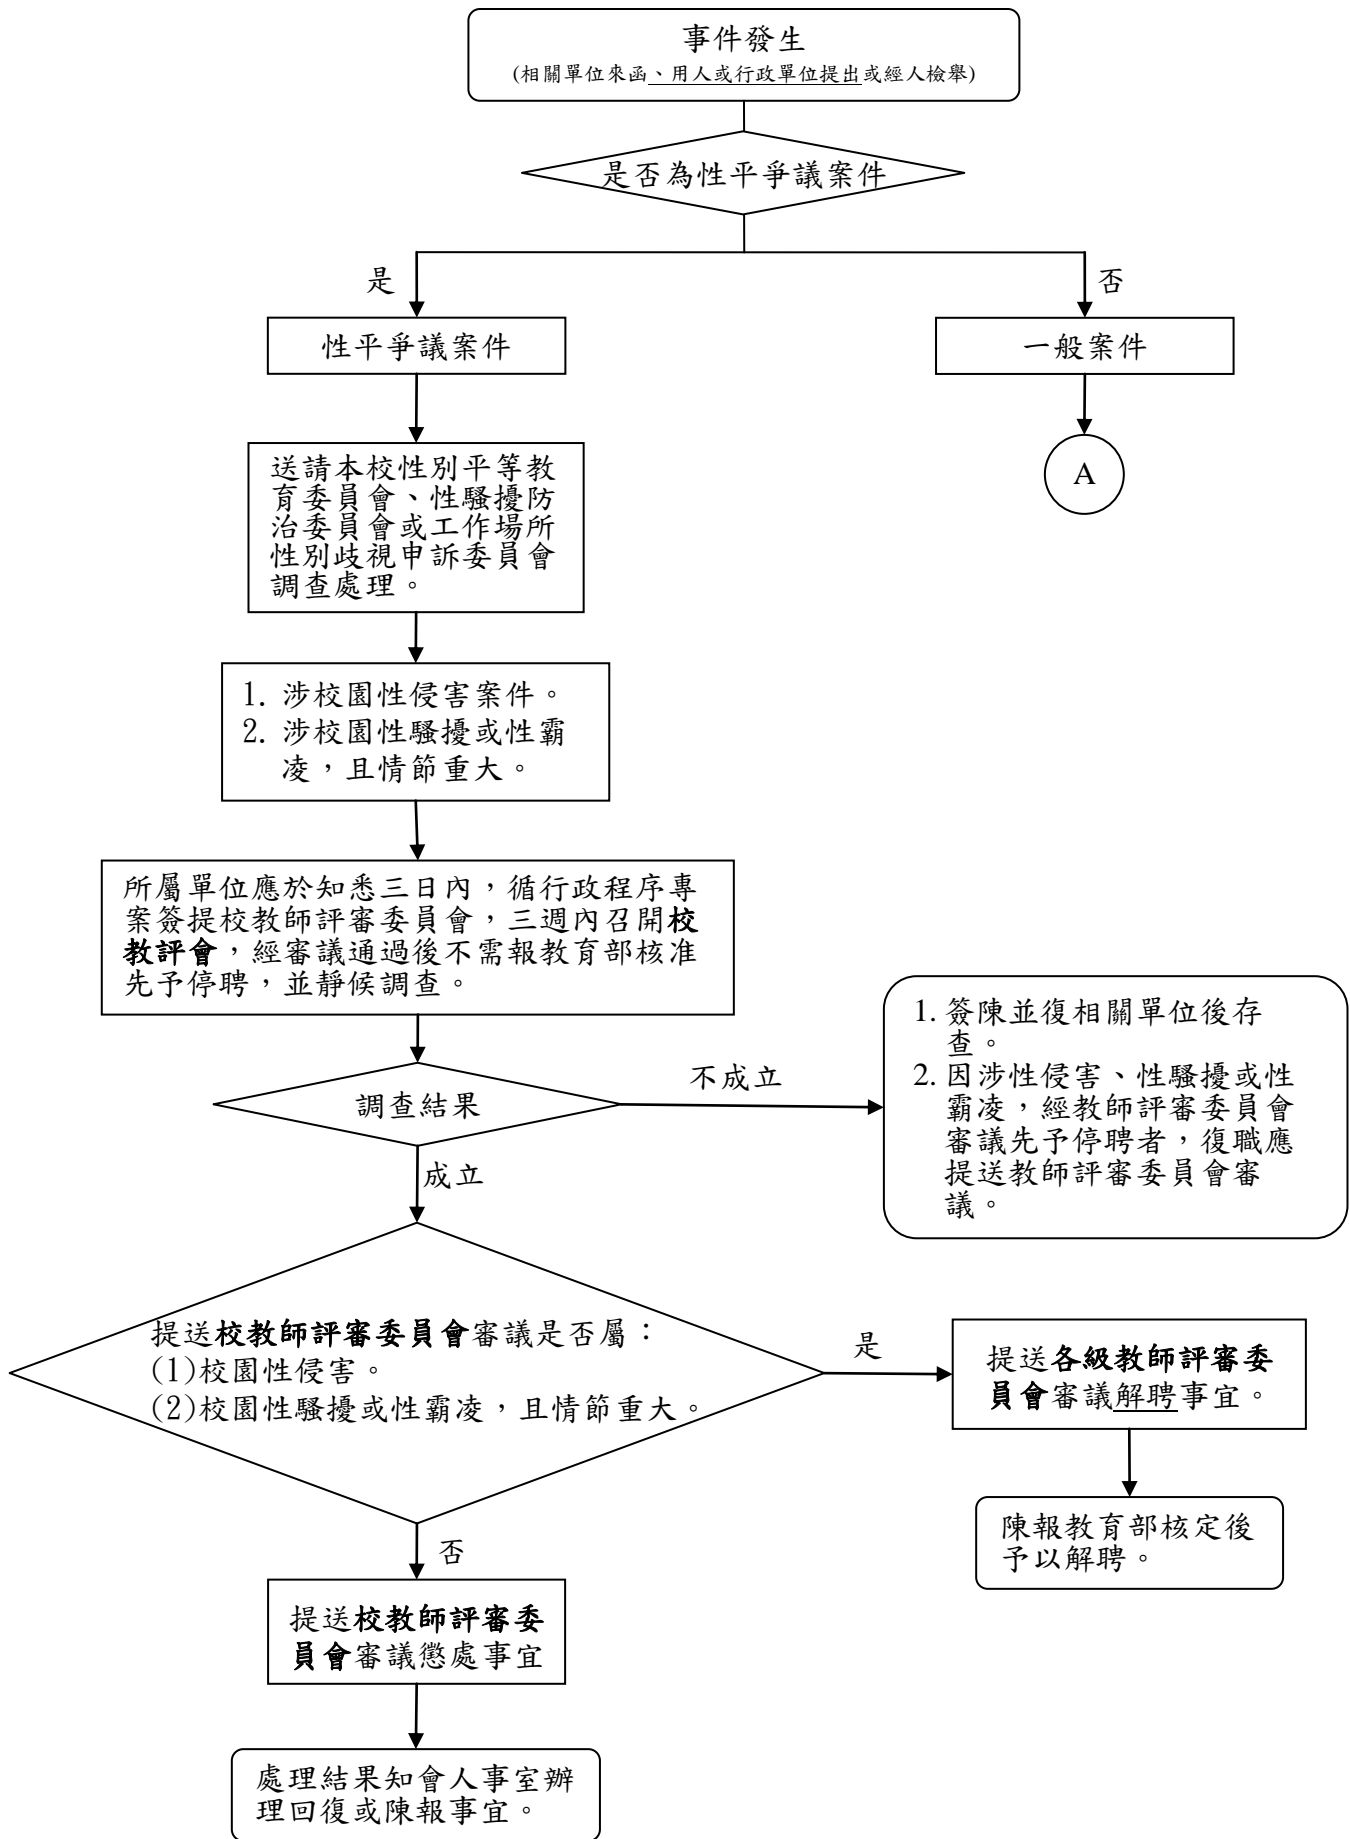 事件發生
(相關單位來函、用人或行政單位提出或經人檢舉)
是否為性平爭議案件
是
否
性平爭議案件
一般案件
送請本校性別平等教
育委員會、性騷擾防
治委員會或工作場所
性別歧視申訴委員會
調查處理。
A
1. 涉校園性侵害案件。
2. 涉校園性騷擾或性霸
凌，且情節重大。
所屬單位應於知悉三日內，循行政程序專
案簽提校教師評審委員會，三週內召開校
教評會，經審議通過後不需報教育部核准
先予停聘，並靜候調查。
調查結果
不成立
1. 簽陳並復相關單位後存
查。
2. 因涉性侵害、性騷擾或性
霸凌，經教師評審委員會
審議先予停聘者，復職應
提送教師評審委員會審
議。
成立
提送校教師評審委員會審議是否屬：
(1)校園性侵害。
(2)校園性騷擾或性霸凌，且情節重大。
是
提送各級教師評審委
員會審議解聘事宜。
陳報教育部核定後
予以解聘。
否
提送校教師評審委
員會審議懲處事宜
處理結果知會人事室辦
理回復或陳報事宜。